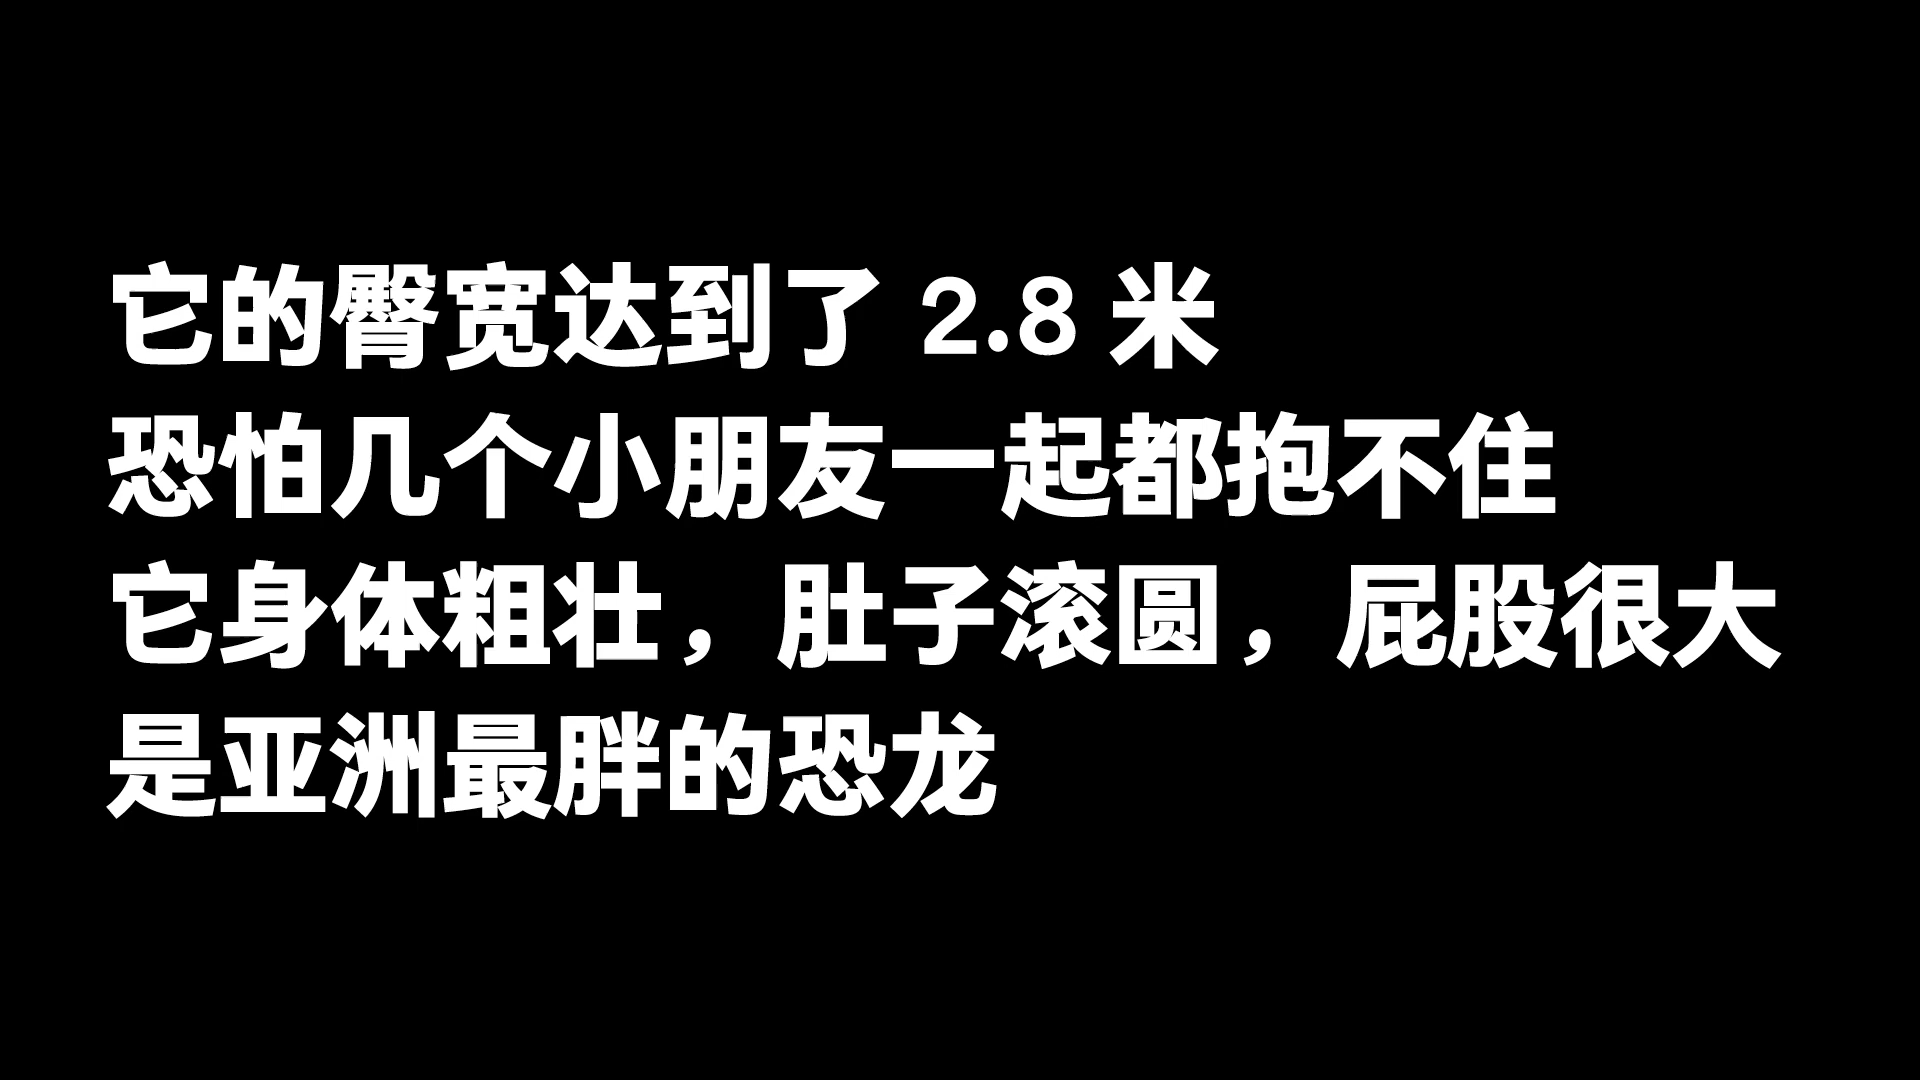 它的臀宽达到了 2.8 米
恐怕几个小朋友一起都抱不住
它身体粗壮，肚子滚圆，屁股很大
是亚洲最胖的恐龙